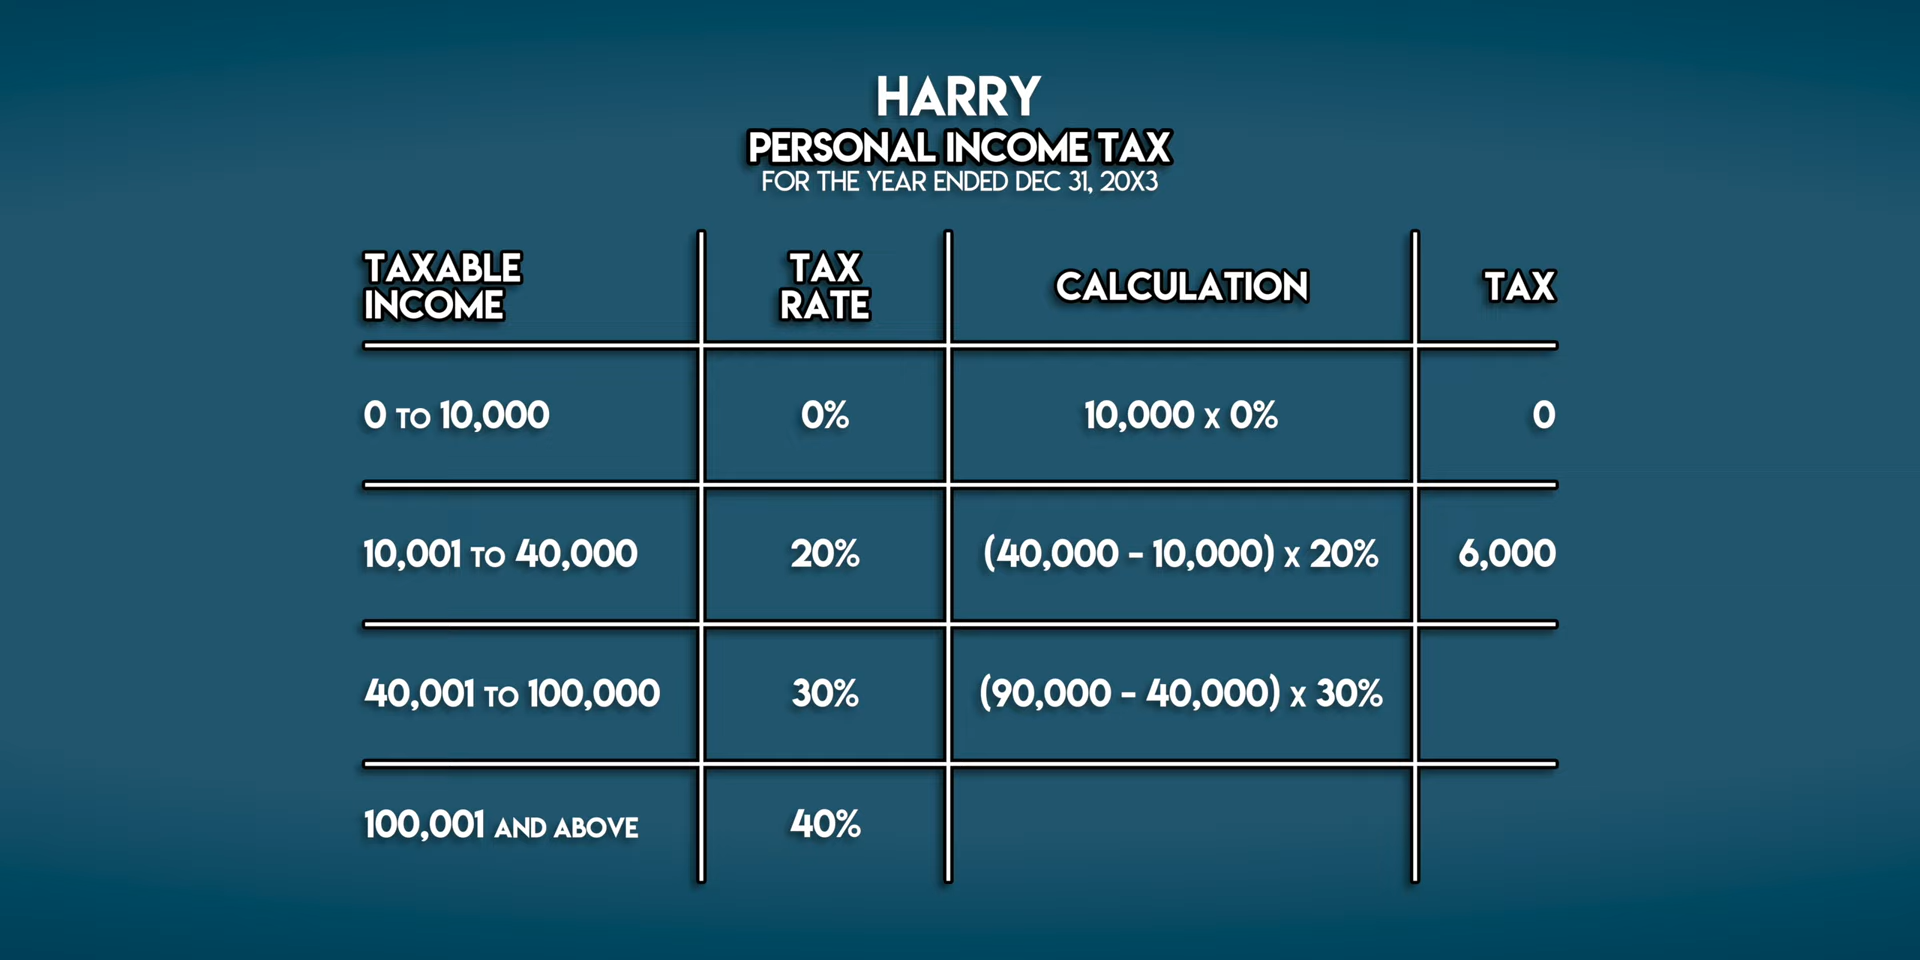 HARRY
PERSONAL INCOME TAX
FOR THE YEAR ENDED DEC 31, 20X3
TAXABLE INCOME TAX RATE CALCULATION TAX
0 TO 10,000 0% 10,000 x 0% 0
10,001 TO 40,000 20% (40,000 - 10,000) x 20% 6,000
40,001 TO 100,000 30% (90,000 - 40,000) x 30%
100,001 AND ABOVE 40%